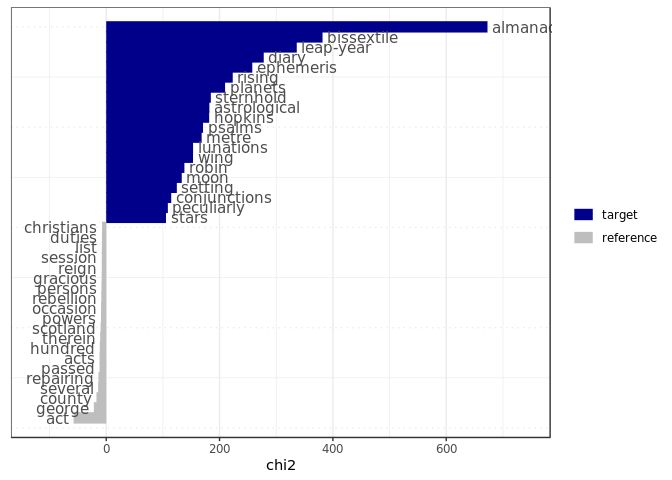 almanac
bissextile
leap-year
diary
ephemeris
rising
planets
sternhold
astrological
hopkins
psalms
metre
lunations
wing
robin
moon
setting
conjunctions
peculiarly
stars
christians
duties
list
session
reign
gracious
persons
rebellion
occasion
powers
scotland
therein
hundred
acts
passed
repairing
several
county
george
act
target
reference
0
200
400
600
chi2